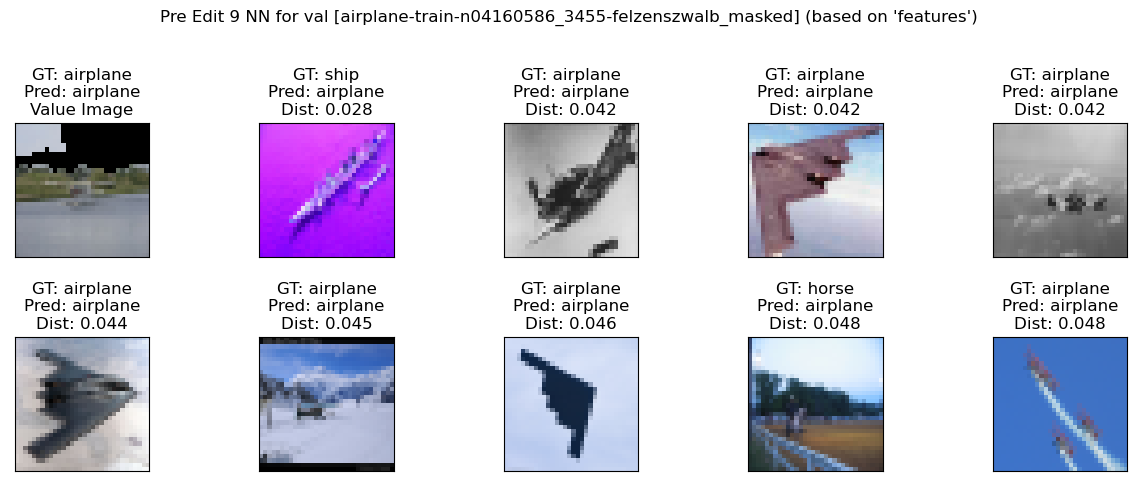 Pre Edit 9 NN for val [airplane-train-n04160586_3455-felzenszwalb_masked] (based on 'features')
GT: airplane
Pred: airplane
Value Image
GT: ship
Pred: airplane
Dist: 0.028
GT: airplane
Pred: airplane
Dist: 0.042
GT: airplane
Pred: airplane
Dist: 0.042
GT: airplane
Pred: airplane
Dist: 0.042
GT: airplane
Pred: airplane
Dist: 0.044
GT: airplane
Pred: airplane
Dist: 0.045
GT: airplane
Pred: airplane
Dist: 0.046
GT: horse
Pred: airplane
Dist: 0.048
GT: airplane
Pred: airplane
Dist: 0.048